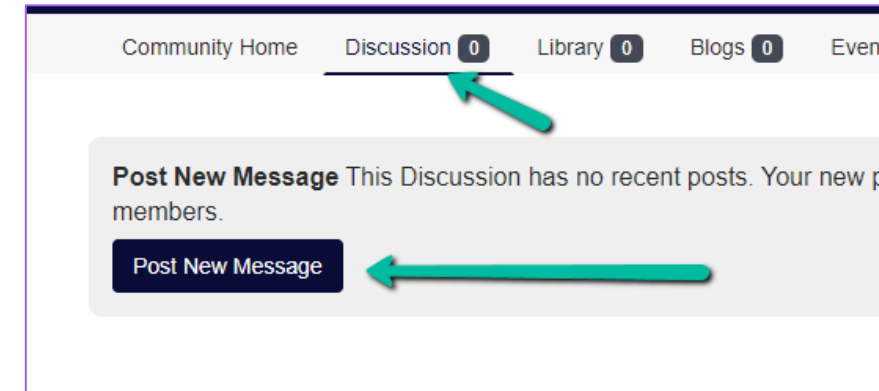 Community Home Discussion 0 Library 0 Blogs 0
Post New Message This Discussion has no recent posts. Your new
members.
Post New Message